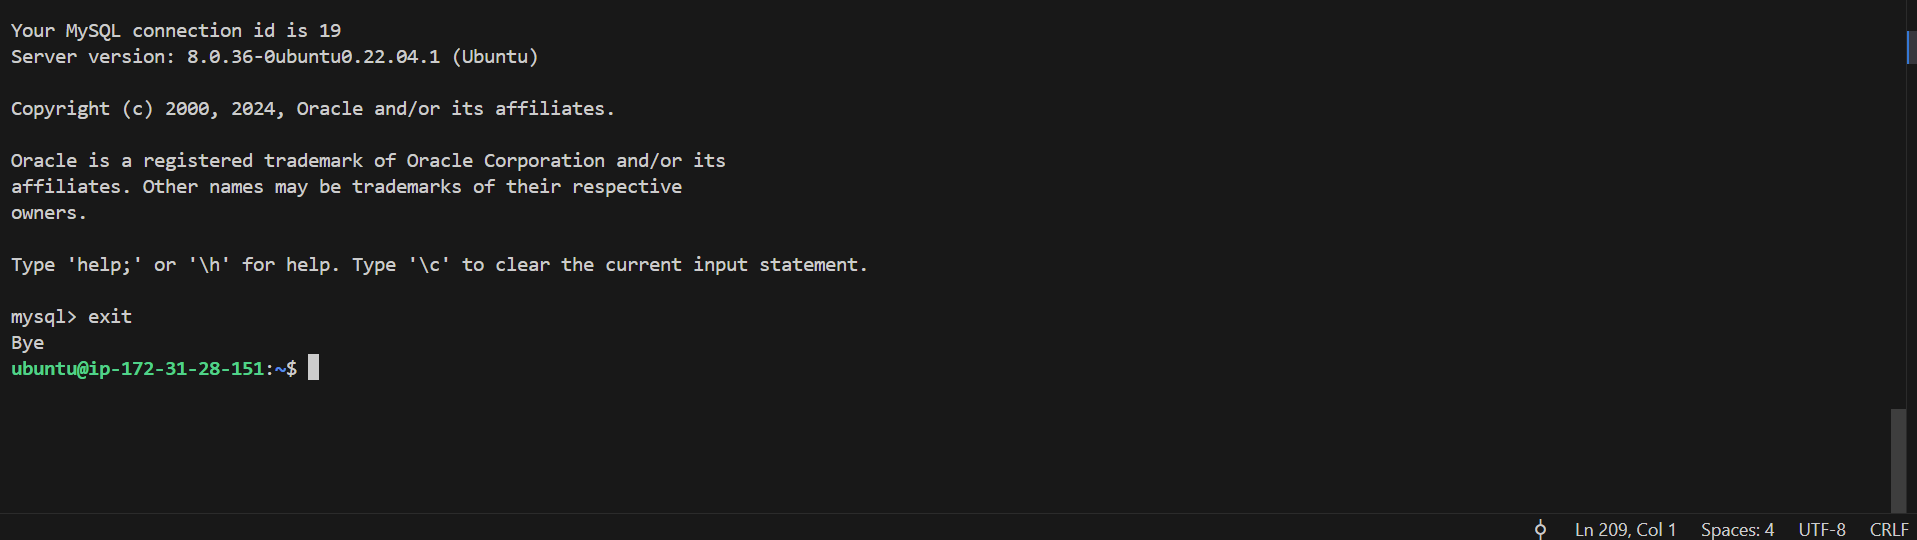 Your MySQL connection id is 19
Server version: 8.0.36-0ubuntu0.22.04.1 (Ubuntu)
Copyright (c) 2000, 2024, Oracle and/or its affiliates.
Oracle is a registered trademark of Oracle Corporation and/or its
affiliates. Other names may be trademarks of their respective
owners.
Type 'help;' or '\h' for help. Type '\c' to clear the current input statement.
mysql> exit
Bye
ubuntu@ip-172-31-28-151:~$
Ln 209, Col 1 Spaces: 4 UTF-8 CRLF